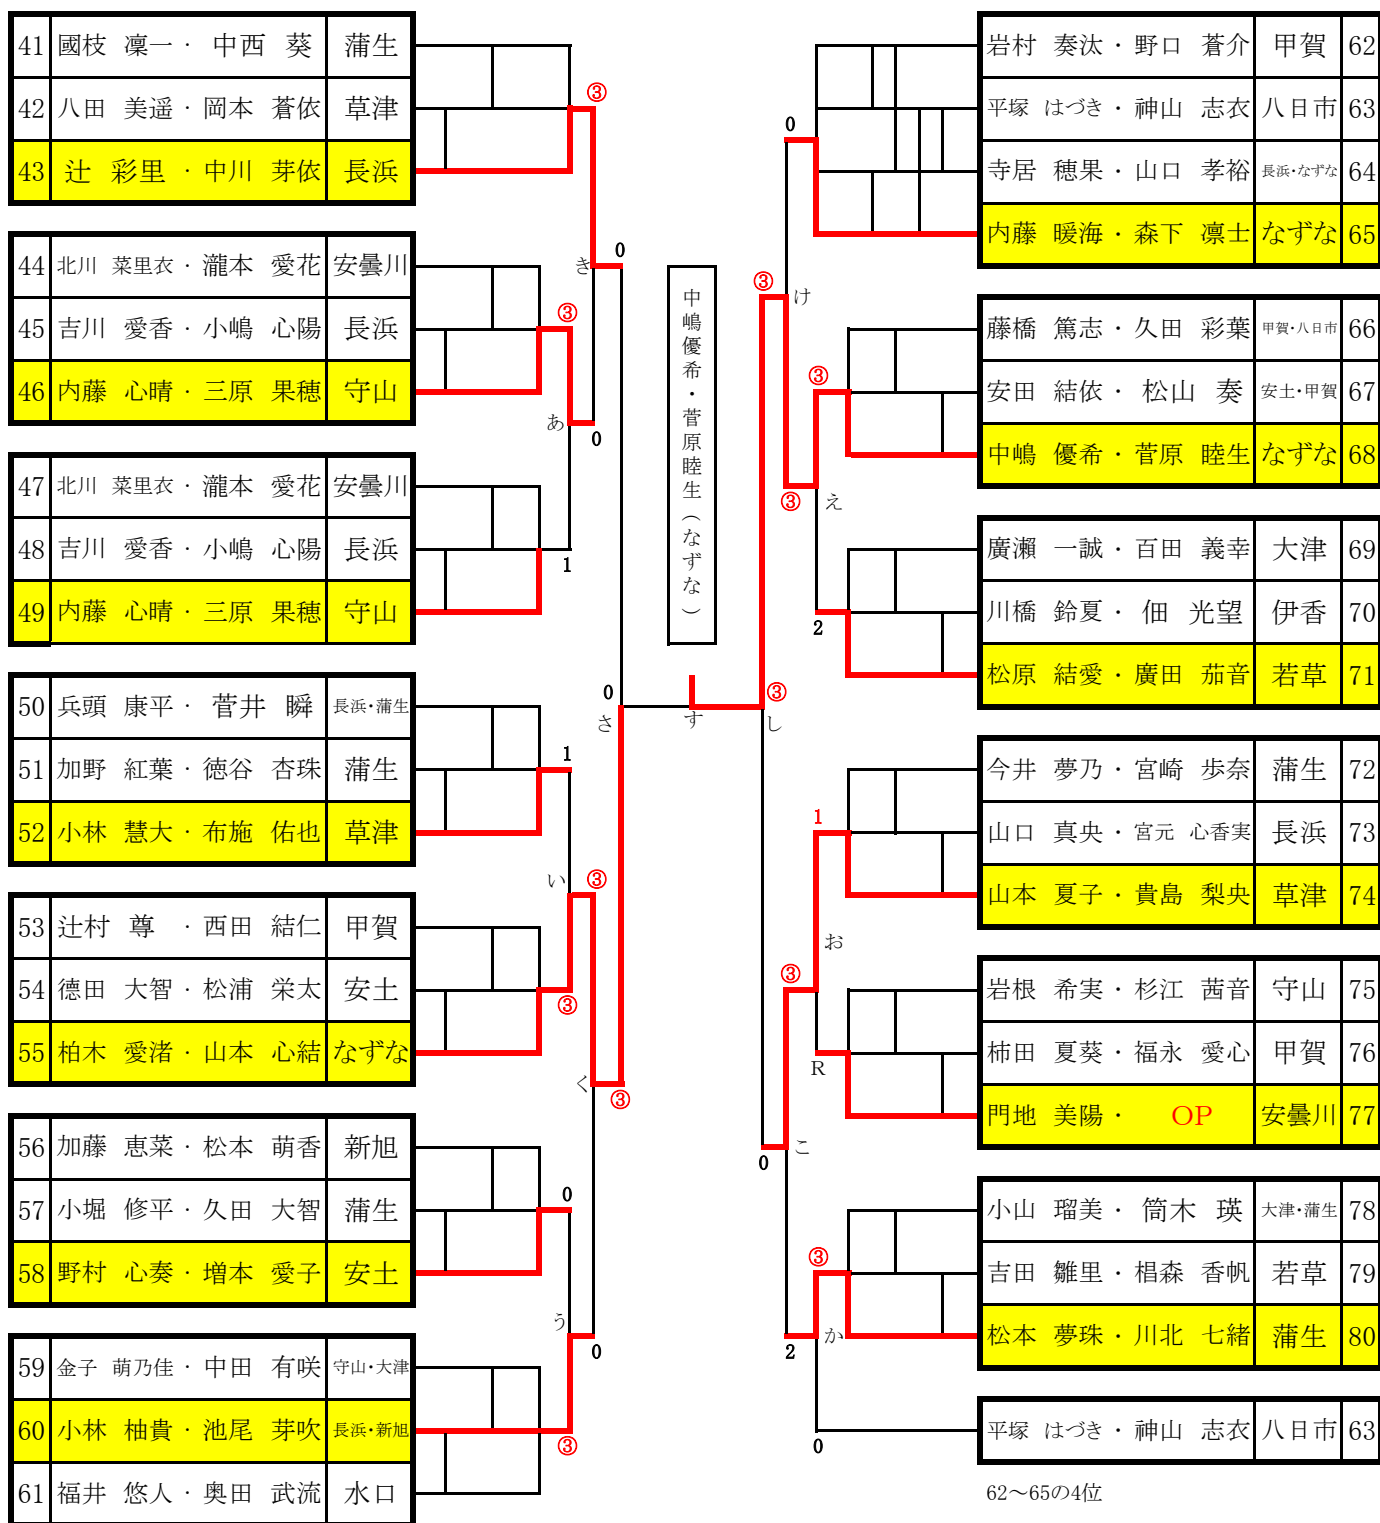 41 國枝 凜一・中西 葵 蒲生
42 八田 美遥・岡本 蒼依 草津
43 辻 彩里・中川 芽依 長浜
44 北川 菜里衣・瀧本 愛花 安曇川
45 吉川 愛香・小嶋 心陽 長浜
46 内藤 心晴・三原 果穂 守山
47 北川 菜里衣・瀧本 愛花 安曇川
48 吉川 愛香・小嶋 心陽 長浜
49 内藤 心晴・三原 果穂 守山
50 兵頭 康平・菅井 瞬 長浜・蒲生
51 加野 紅葉・徳谷 杏珠 蒲生
52 小林 慧大・布施 佑也 草津
53 辻村 尊・西田 結仁 甲賀
54 德田 大智・松浦 栄太 安土
55 柏木 愛渚・山本 心結 なずな
56 加藤 恵菜・松本 萌香 新旭
57 小堀 修平・久田 大智 蒲生
58 野村 心奏・増本 愛子 安土
59 金子 萌乃佳・中田 有咲 守山・大津
60 小林 柚貴・池尾 芽吹 長浜・新旭
61 福井 悠人・奥田 武流 水口
③
0
き
③
あ
0
1
1
い
③
③
く
③
0
う
0
③
0
さ
中嶋優希・菅原睦生（なずな）
す
③
し
③
け
0
③
③
え
2
1
お
③
R
0
こ
③
2
か
0
岩村 奏汰・野口 蒼介 甲賀 62
平塚 はづき・神山 志衣 八日市 63
寺居 穂果・山口 孝裕 長浜・なずな 64
内藤 暖海・森下 凛士 なずな 65
藤橋 篤志・久田 彩葉 甲賀・八日市 66
安田 結依・松山 奏 安土・甲賀 67
中嶋 優希・菅原 睦生 なずな 68
廣瀬 一誠・百田 義幸 大津 69
川橋 鈴夏・佃 光望 伊香 70
松原 結愛・廣田 茄音 若草 71
今井 夢乃・宮崎 歩奈 蒲生 72
山口 真央・宮元 心香実 長浜 73
山本 夏子・貴島 梨央 草津 74
岩根 希実・杉江 茜音 守山 75
柿田 夏葵・福永 愛心 甲賀 76
門地 美陽・OP 安曇川 77
小山 瑠美・筒木 瑛 大津・蒲生 78
吉田 雛里・椙森 香帆 若草 79
松本 夢珠・川北 七緒 蒲生 80
平塚 はづき・神山 志衣 八日市 63
62～65の4位